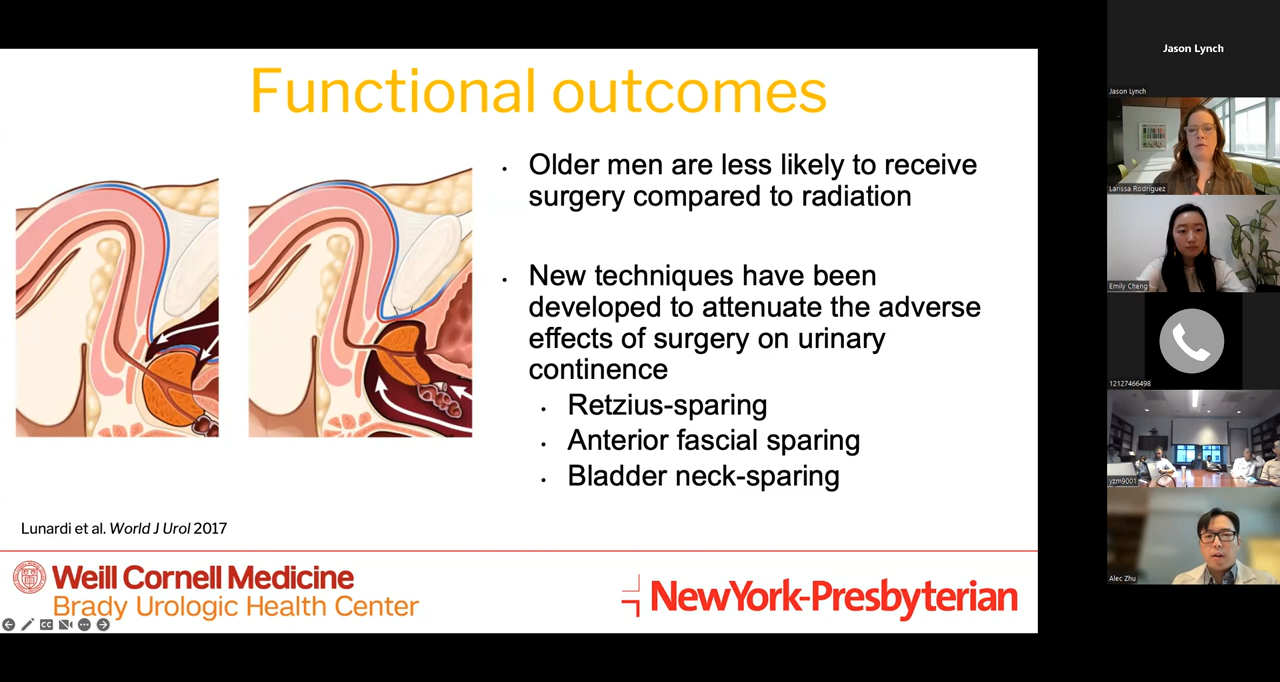 Functional outcomes
• Older men are less likely to receive
surgery compared to radiation
• New techniques have been
developed to attenuate the adverse
effects of surgery on urinary
continence
• Retzius-sparing
• Anterior fascial sparing
• Bladder neck-sparing
Lunardi et al. World J Urol 2017
Weill Cornell Medicine
Brady Urologic Health Center
NewYork-Presbyterian
CC
Jason Lynch
Jason Lynch
Larissa Rodriguez
Emily Cheng
12127466498
yzm9001
Alec Zhu